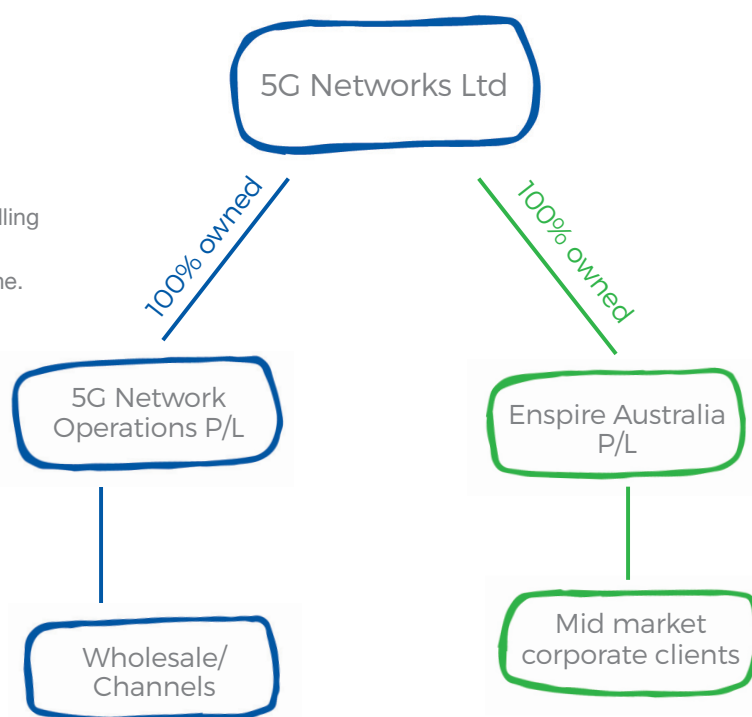 5G Networks Ltd
100% owned
100% owned
5G Network
Operations P/L
Enspire Australia
P/L
Wholesale/
Channels
Mid market
corporate clients